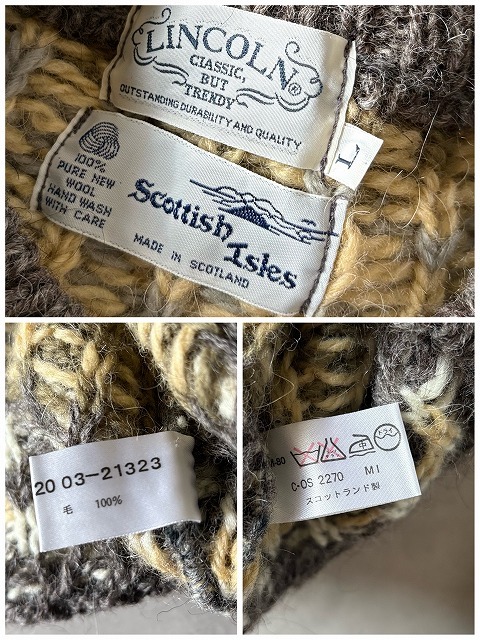 LINCOLN®
CLASSIC,
BUT
TRENDY
OUTSTANDING DURABILITY AND QUALITY
L
100%
PURE NEW
WOOL
HAND WASH
WITH CARE
Scottish
Isles
MADE IN SCOTLAND
20 03-21323
毛 100%
C-OS 2270 MI
スコットランド製